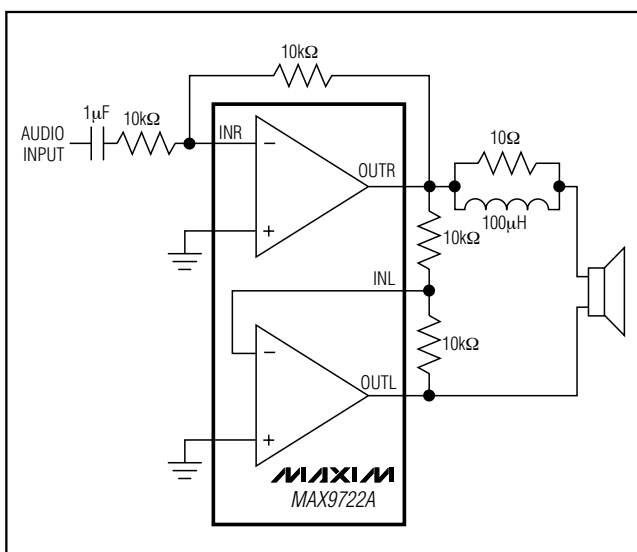 10kΩ
1μF
10kΩ
AUDIO
INPUT
INR
−
OUTR
+
10Ω
100μH
10kΩ
INL
10kΩ
−
OUTL
+
MAXIM
MAX9722A